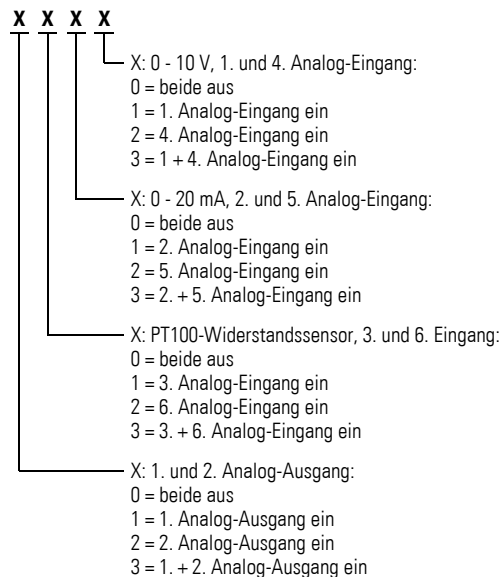 X X X X
X: 0 - 10 V, 1. und 4. Analog-Eingang:
0 = beide aus
1 = 1. Analog-Eingang ein
2 = 4. Analog-Eingang ein
3 = 1 + 4. Analog-Eingang ein
X: 0 - 20 mA, 2. und 5. Analog-Eingang:
0 = beide aus
1 = 2. Analog-Eingang ein
2 = 5. Analog-Eingang ein
3 = 2. + 5. Analog-Eingang ein
X: PT100-Widerstandssensor, 3. und 6. Eingang:
0 = beide aus
1 = 3. Analog-Eingang ein
2 = 6. Analog-Eingang ein
3 = 3. + 6. Analog-Eingang ein
X: 1. und 2. Analog-Ausgang:
0 = beide aus
1 = 1. Analog-Ausgang ein
2 = 2. Analog-Ausgang ein
3 = 1. + 2. Analog-Ausgang ein